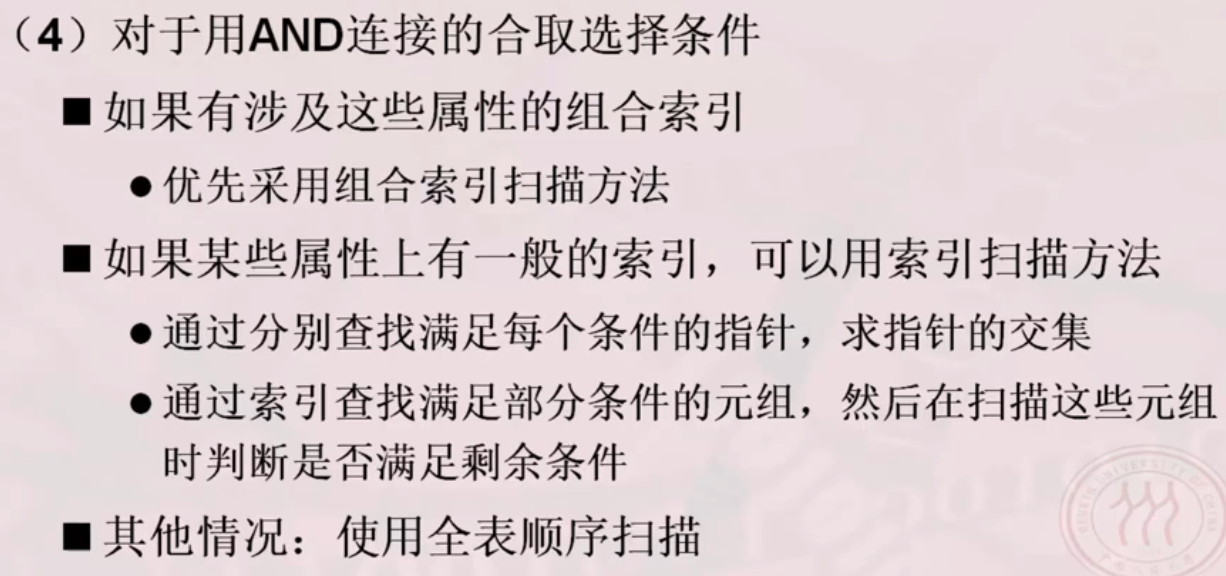 （4）对于用AND连接的合取选择条件
■ 如果有涉及这些属性的组合索引
● 优先采用组合索引扫描方法
■ 如果某些属性上有一般的索引，可以用索引扫描方法
● 通过分别查找满足每个条件的指针，求指针的交集
● 通过索引查找满足部分条件的元组，然后在扫描这些元组
时判断是否满足剩余条件
■ 其他情况：使用全表顺序扫描